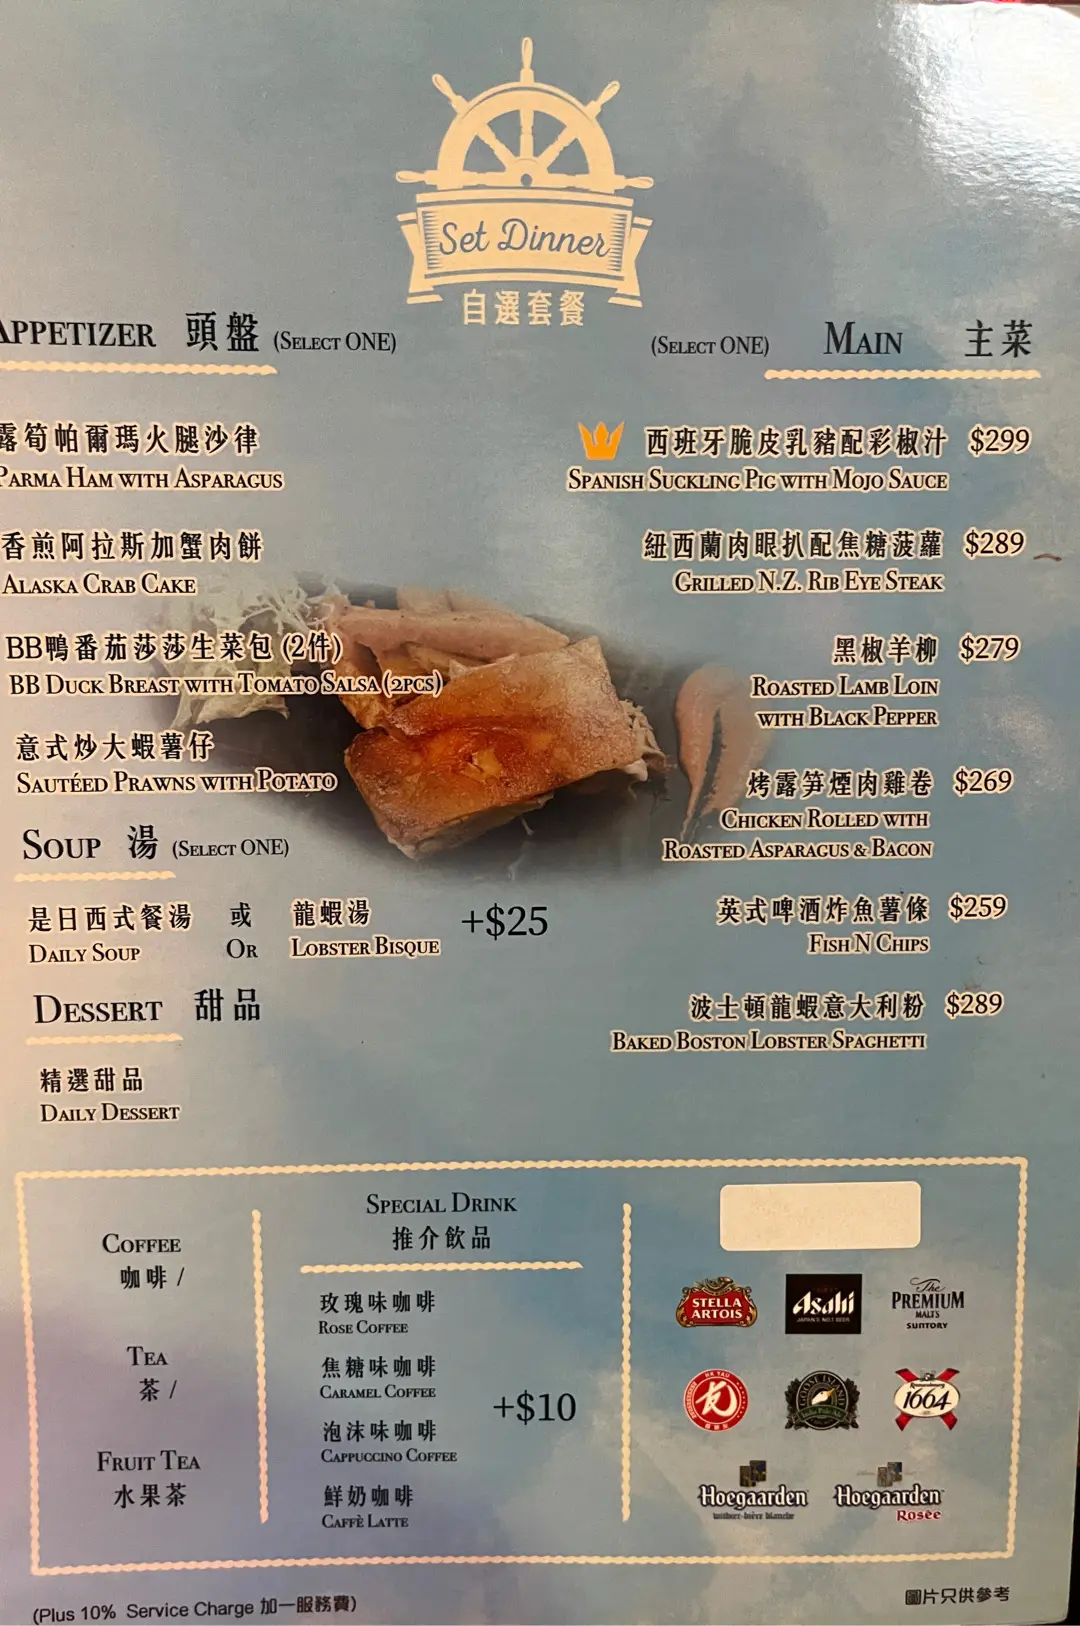 Set Dinner
自選套餐
APPETIZER 頭盤 (SELECT ONE)
露筍帕爾瑪火腿沙律
PARMA HAM WITH ASPARAGUS
香煎阿拉斯加蟹肉餅
ALASKA CRAB CAKE
BB鴨番茄莎莎生菜包 (2件)
BB DUCK BREAST WITH TOMATO SALSA (2PCS)
意式炒大蝦薯仔
SAUTÉED PRAWNS WITH POTATO
SOUP 湯 (SELECT ONE)
是日西式餐湯 或 龍蝦湯 +$25
DAILY SOUP OR LOBSTER BISQUE
DESSERT 甜品
精選甜品
DAILY DESSERT
(SELECT ONE) MAIN 主菜
西班牙脆皮乳豬配彩椒汁 $299
SPANISH SUCKLING PIG WITH MOJO SAUCE
紐西蘭肉眼扒配焦糖菠蘿 $289
GRILLED N.Z. RIB EYE STEAK
黑椒羊柳 $279
ROASTED LAMB LOIN
WITH BLACK PEPPER
烤露笋煙肉雞卷 $269
CHICKEN ROLLED WITH
ROASTED ASPARAGUS & BACON
英式啤酒炸魚薯條 $259
FISH N CHIPS
波士頓龍蝦意大利粉 $289
BAKED BOSTON LOBSTER SPAGHETTI
COFFEE
咖啡 /
TEA
茶 /
FRUIT TEA
水果茶
SPECIAL DRINK
推介飲品
玫瑰味咖啡
ROSE COFFEE
焦糖味咖啡
CARAMEL COFFEE
+$10
泡沫味咖啡
CAPPUCCINO COFFEE
鮮奶咖啡
CAFFÈ LATTE
STELLA
ARTOIS
Asahi
JAPAN'S NO.1 BEER
The
PREMIUM
MALT'S
SUNTORY
GOOSE ISLAND
1664
Hoegaarden
witbier-bière blanche
Hoegaarden
Rosée
(Plus 10% Service Charge 加一服務費)
圖片只供參考